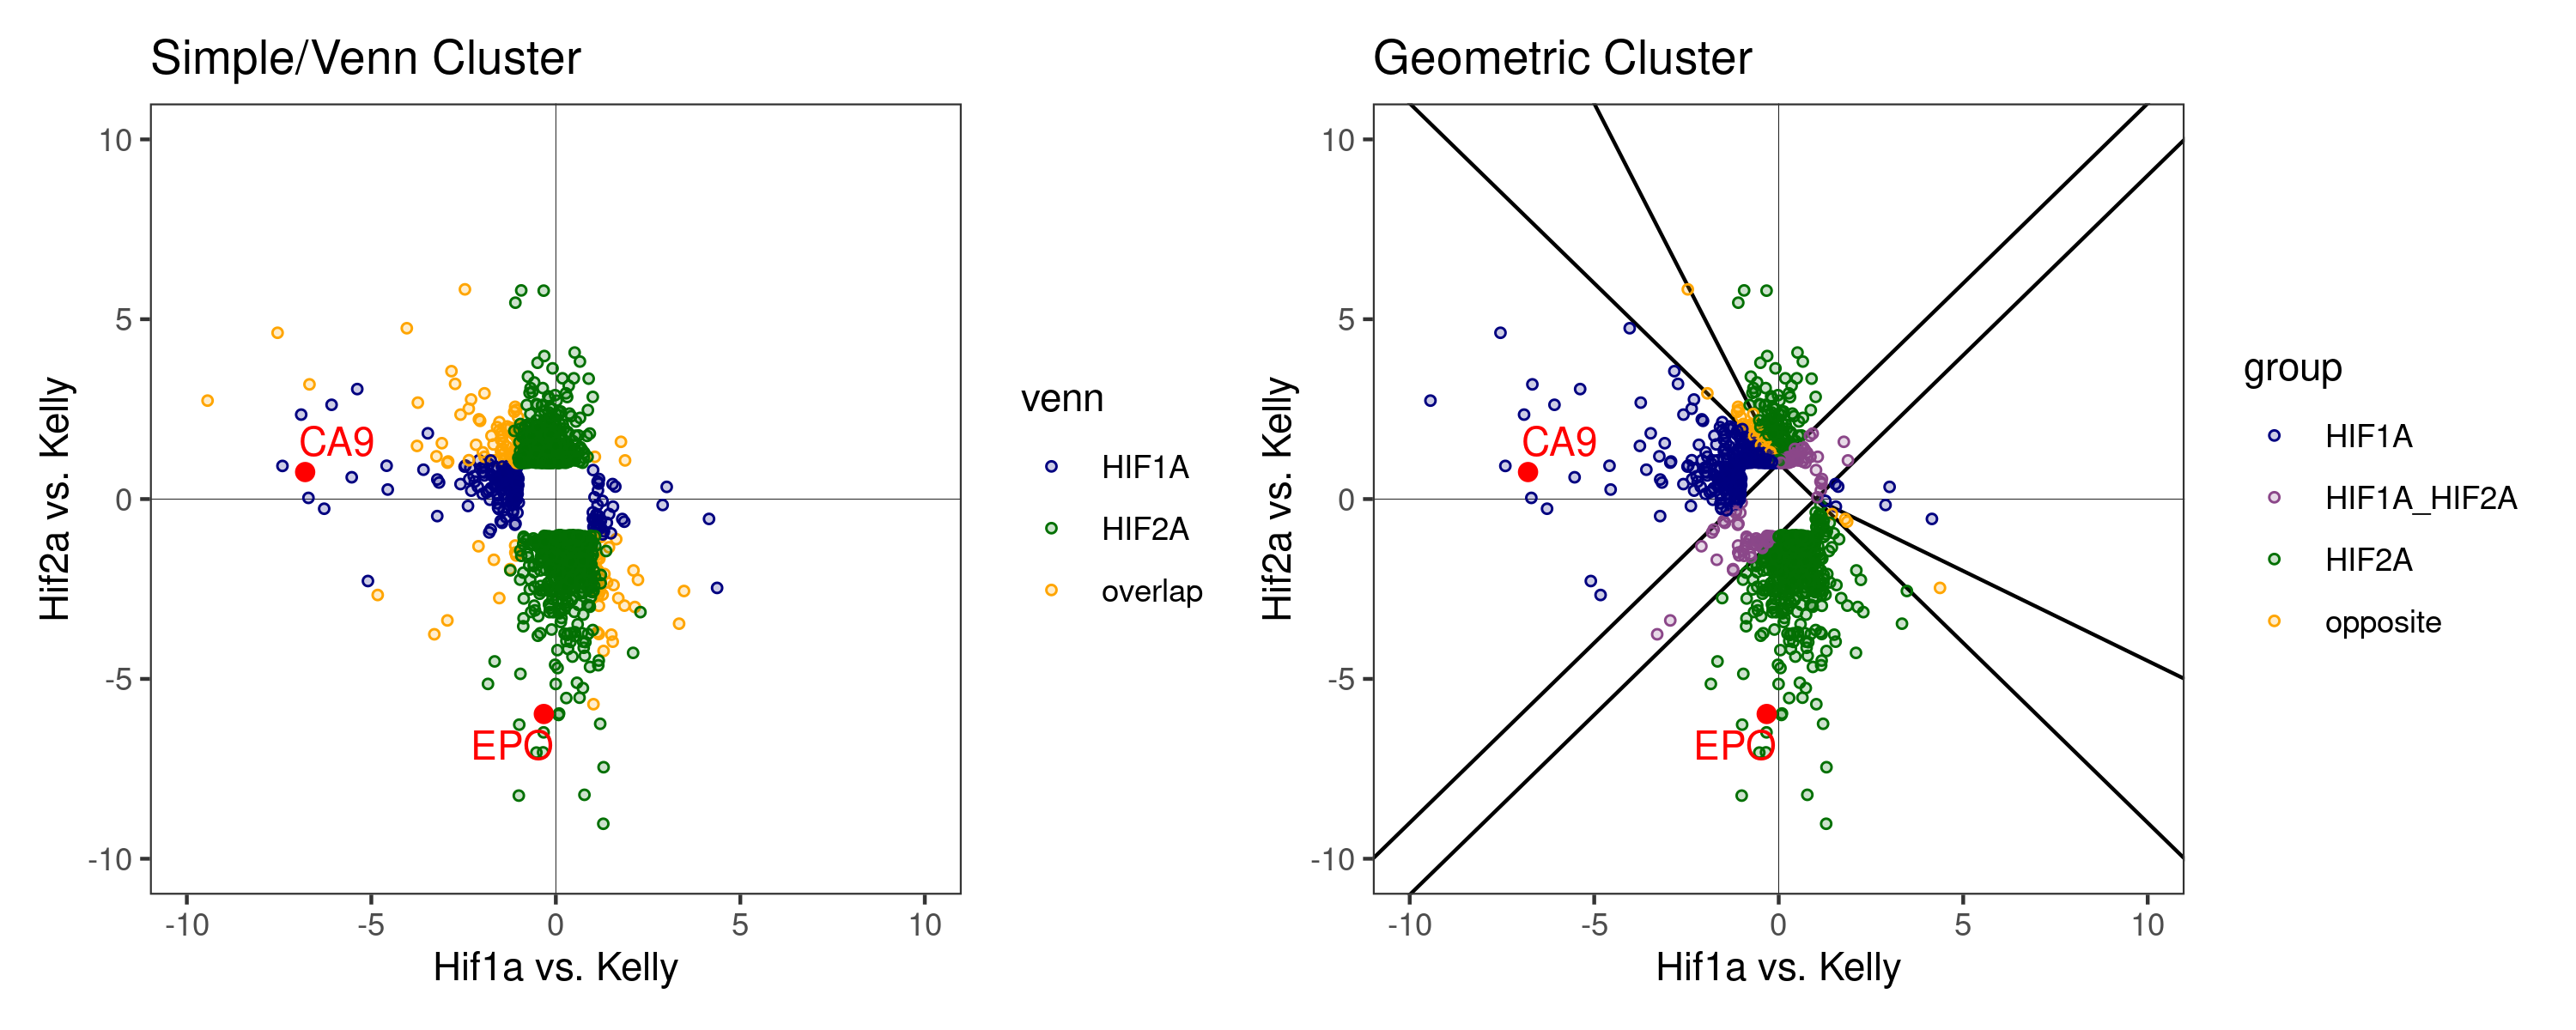 Simple/Venn Cluster
10
5
0
-5
-10
-10
-5
0
5
10
Hif2a vs. Kelly
Hif1a vs. Kelly
CA9
EPO
venn
HIF1A
HIF2A
overlap
Geometric Cluster
10
5
0
-5
-10
-10
-5
0
5
10
Hif2a vs. Kelly
Hif1a vs. Kelly
CA9
EPO
group
HIF1A
HIF1A_HIF2A
HIF2A
opposite